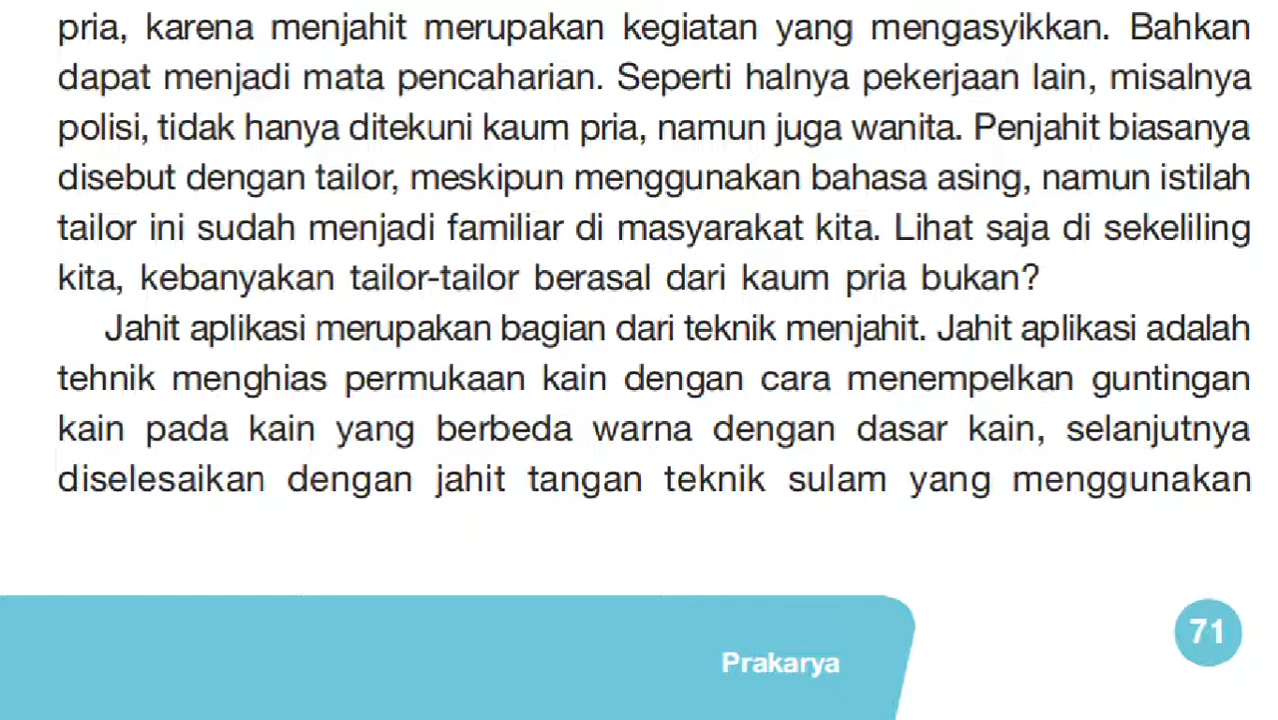 pria, karena menjahit merupakan kegiatan yang mengasyikkan. Bahkan
dapat menjadi mata pencaharian. Seperti halnya pekerjaan lain, misalnya
polisi, tidak hanya ditekuni kaum pria, namun juga wanita. Penjahit biasanya
disebut dengan tailor, meskipun menggunakan bahasa asing, namun istilah
tailor ini sudah menjadi familiar di masyarakat kita. Lihat saja di sekeliling
kita, kebanyakan tailor-tailor berasal dari kaum pria bukan?
Jahit aplikasi merupakan bagian dari teknik menjahit. Jahit aplikasi adalah
tehnik menghias permukaan kain dengan cara menempelkan guntingan
kain pada kain yang berbeda warna dengan dasar kain, selanjutnya
diselesaikan dengan jahit tangan teknik sulam yang menggunakan
Prakarya
71